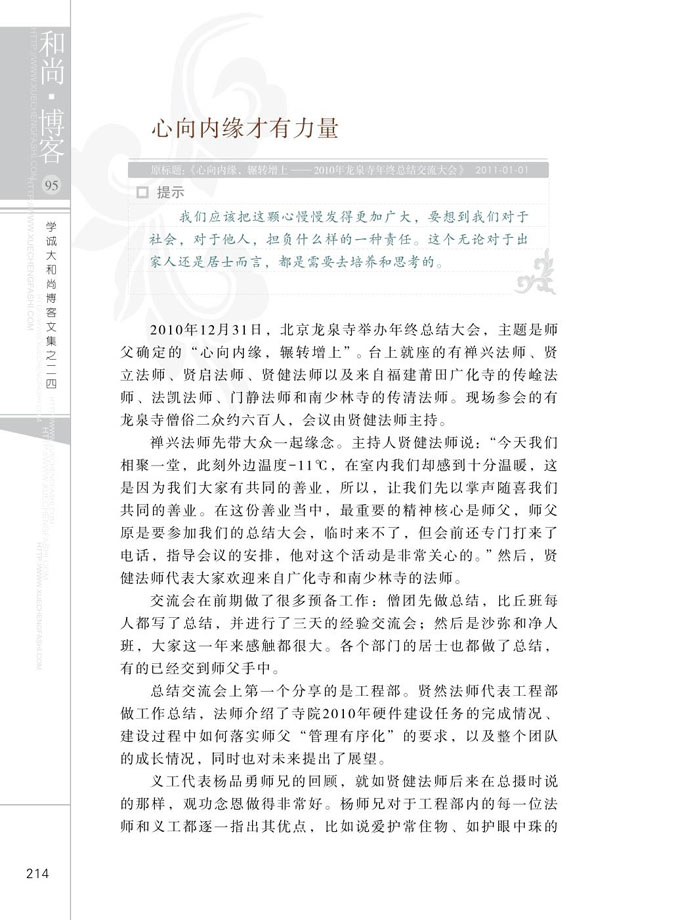 和尚·博客
95
学诚大和尚博客文集之二四
心向内缘才有力量
原标题：《心向内缘，辗转增上——2010年龙泉寺年终总结交流大会》 2011-01-01
提示
我们应该把这颗心慢慢发得更加广大，要想到我们对于
社会，对于他人，担负什么样的一种责任。这个无论对于出
家人还是居士而言，都是需要去培养和思考的。
2010年12月31日，北京龙泉寺举办年终总结大会，主题是师
父确定的“心向内缘，辗转增上”。台上就座的有禅兴法师、贤
立法师、贤启法师、贤健法师以及来自福建莆田广化寺的传崯法
师、法凯法师、门静法师和南少林寺的传清法师。现场参会的有
龙泉寺僧俗二众约六百人，会议由贤健法师主持。
禅兴法师先带大众一起缘念。主持人贤健法师说：“今天我们
相聚一堂，此刻外边温度-11℃，在室内我们却感到十分温暖，这
是因为我们大家有共同的善业，所以，让我们先以掌声随喜我们
共同的善业。在这份善业当中，最重要的精神核心是师父，师父
原是要参加我们的总结大会，临时来不了，但会前还专门打来了
电话，指导会议的安排，他对这个活动是非常关心的。”然后，贤
健法师代表大家欢迎来自广化寺和南少林寺的法师。
交流会在前期做了很多预备工作：僧团先做总结，比丘班每
人都写了总结，并进行了三天的经验交流会；然后是沙弥和净人
班，大家这一年来感触都很大。各个部门的居士也都做了总结，
有的已经交到师父手中。
总结交流会上第一个分享的是工程部。贤然法师代表工程部
做工作总结，法师介绍了寺院2010年硬件建设任务的完成情况、
建设过程中如何落实师父“管理有序化”的要求，以及整个团队
的成长情况，同时也对未来提出了展望。
义工代表杨品勇师兄的回顾，就如贤健法师后来在总摄时说
的那样，观功念恩做得非常好。杨师兄对于工程部内的每一位法
师和义工都逐一指出其优点，比如说爱护常住物、如护眼中珠的
214